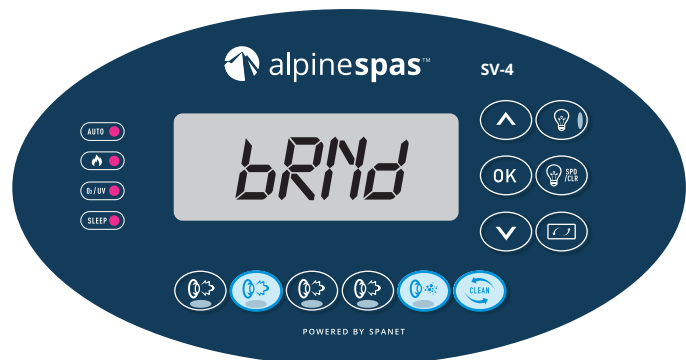 alpinespas™
SV-4
AUTO
bRNd
O₃/UV
OK
SPD
/CLR
SLEEP
CLEAN
POWERED BY SPANET